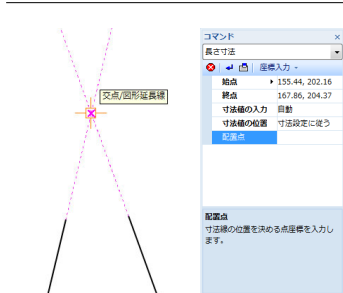 交点/図形延長線
コマンド
長さ寸法
座標入力
始点 155.44, 202.16
終点 167.86, 204.37
寸法値の入力 自動
寸法値の位置 寸法設定に従う
配置点
配置点
寸法線の位置を決める点座標を入力し
ます。